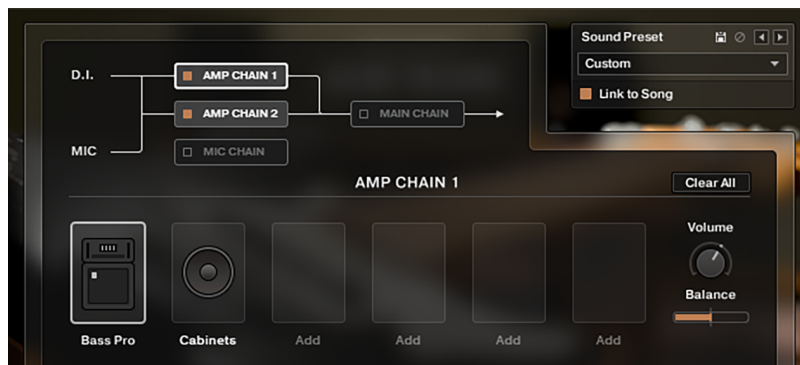 Sound Preset
Custom
Link to Song
D.I.
AMP CHAIN 1
AMP CHAIN 2
MAIN CHAIN
MIC
MIC CHAIN
AMP CHAIN 1
Clear All
Volume
Balance
Bass Pro
Cabinets
Add
Add
Add
Add